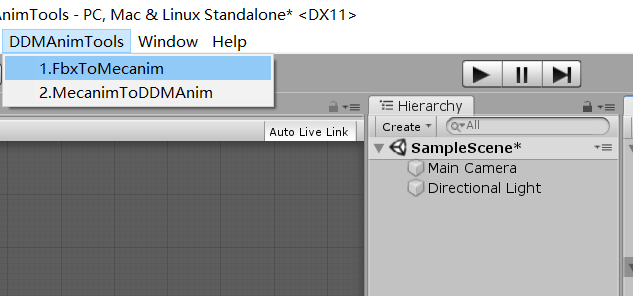 AnimTools - PC, Mac & Linux Standalone* <DX11>
DDMAnimTools Window Help
1.FbxToMecanim
2.MecanimToDDMAnim
Hierarchy
Auto Live Link
Create All
SampleScene*
Main Camera
Directional Light